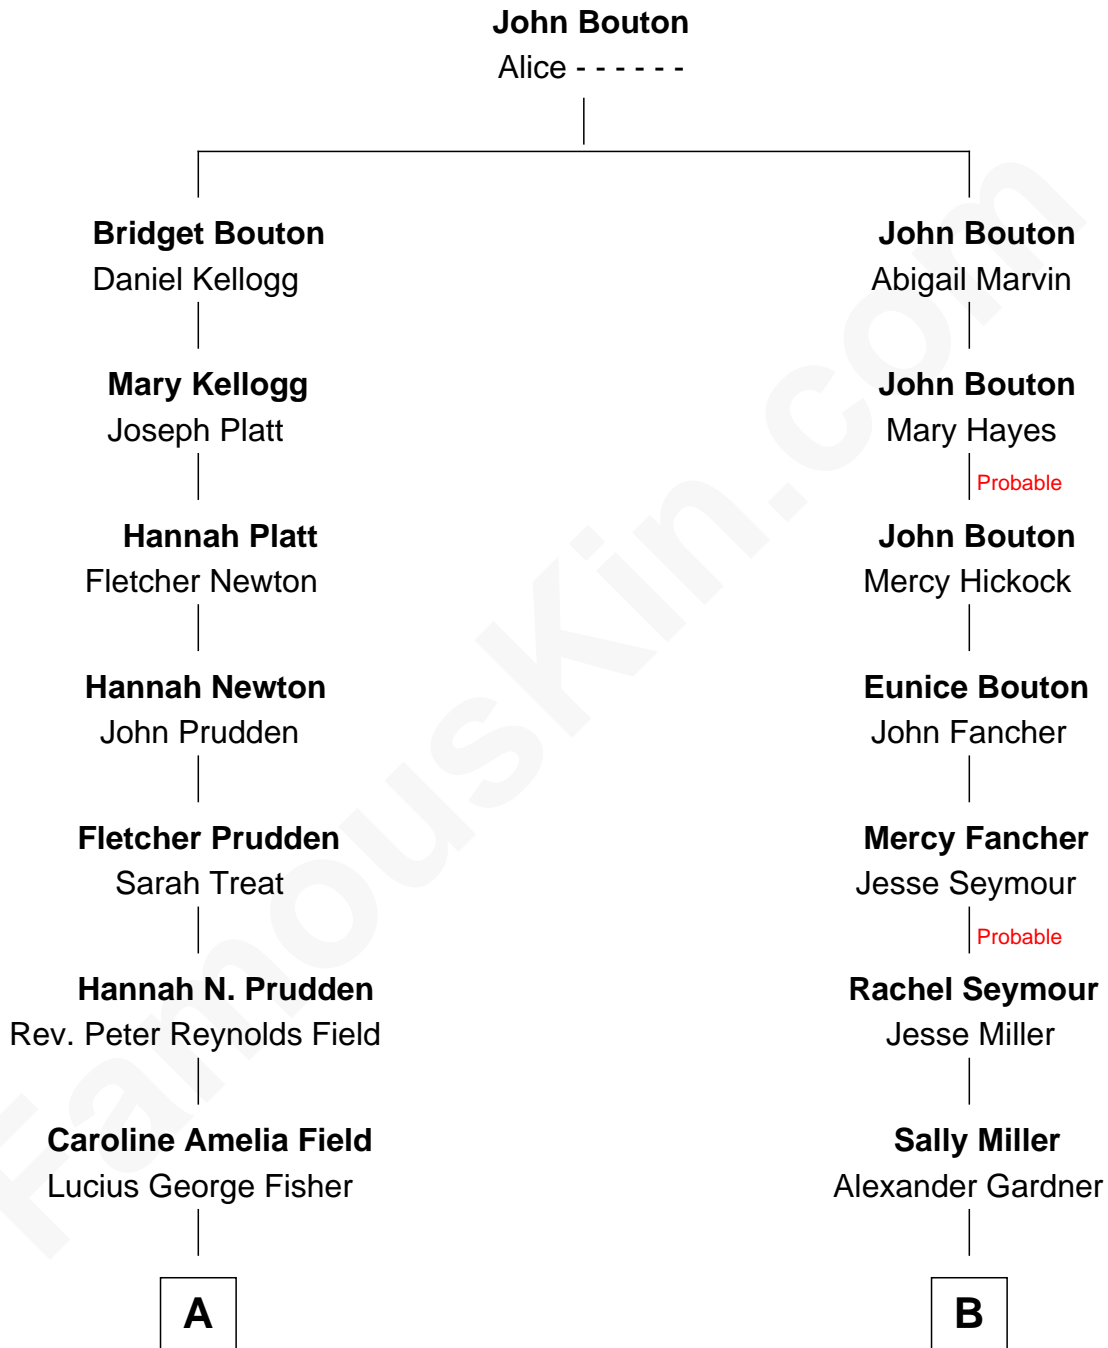 John Bouton
Alice - - - - - -
Bridget Bouton
Daniel Kellogg
John Bouton
Abigail Marvin
Mary Kellogg
Joseph Platt
John Bouton
Mary Hayes
Probable
Hannah Platt
Fletcher Newton
John Bouton
Mercy Hickock
Hannah Newton
John Prudden
Eunice Bouton
John Fancher
Fletcher Prudden
Sarah Treat
Mercy Fancher
Jesse Seymour
Probable
Hannah N. Prudden
Rev. Peter Reynolds Field
Rachel Seymour
Jesse Miller
Caroline Amelia Field
Lucius George Fisher
Sally Miller
Alexander Gardner
A
B
FamousKin.com